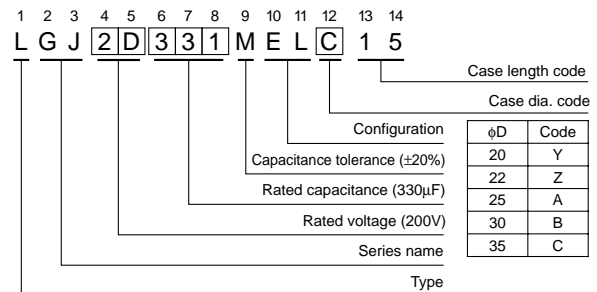 1 2 3 4 5 6 7 8 9 10 11 12 13 14
L G J 2 D 3 3 1 M E L C 1 5
Case length code
Case dia. code
Configuration
Capacitance tolerance (±20%)
Rated capacitance (330µF)
Rated voltage (200V)
Series name
Type
ϕD Code
20 Y
22 Z
25 A
30 B
35 C